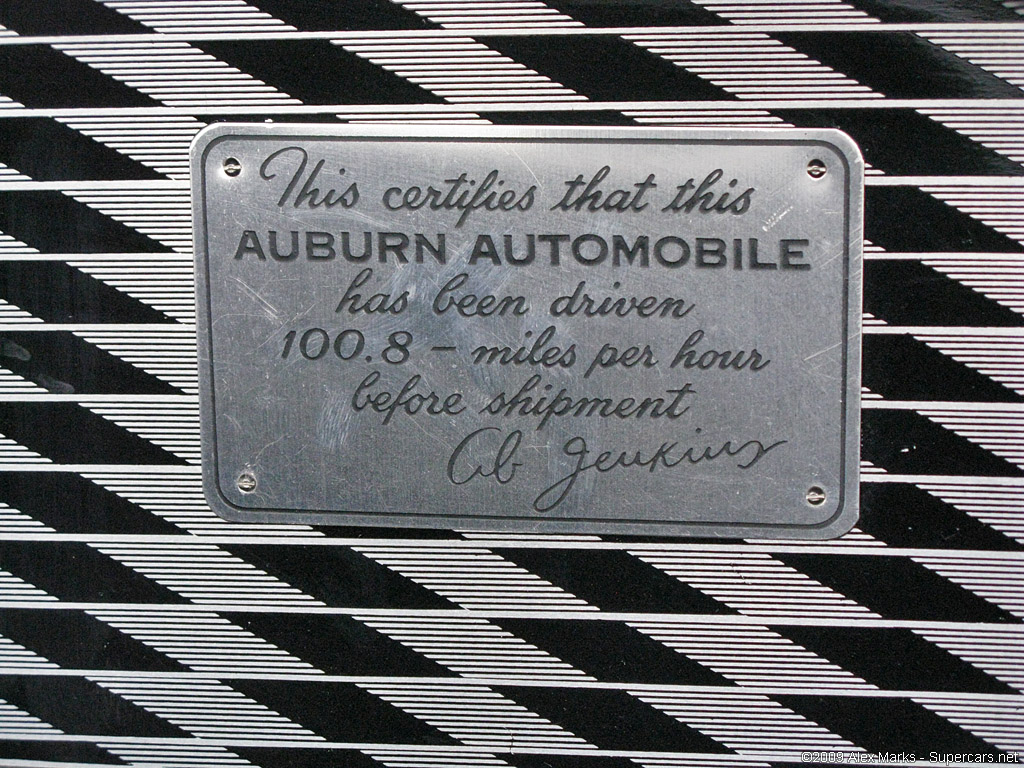 This certifies that this
AUBURN AUTOMOBILE
has been driven
100.8 - miles per hour
before shipment
Ab Jenkins
©2009 Alex Marks - Supercars.net